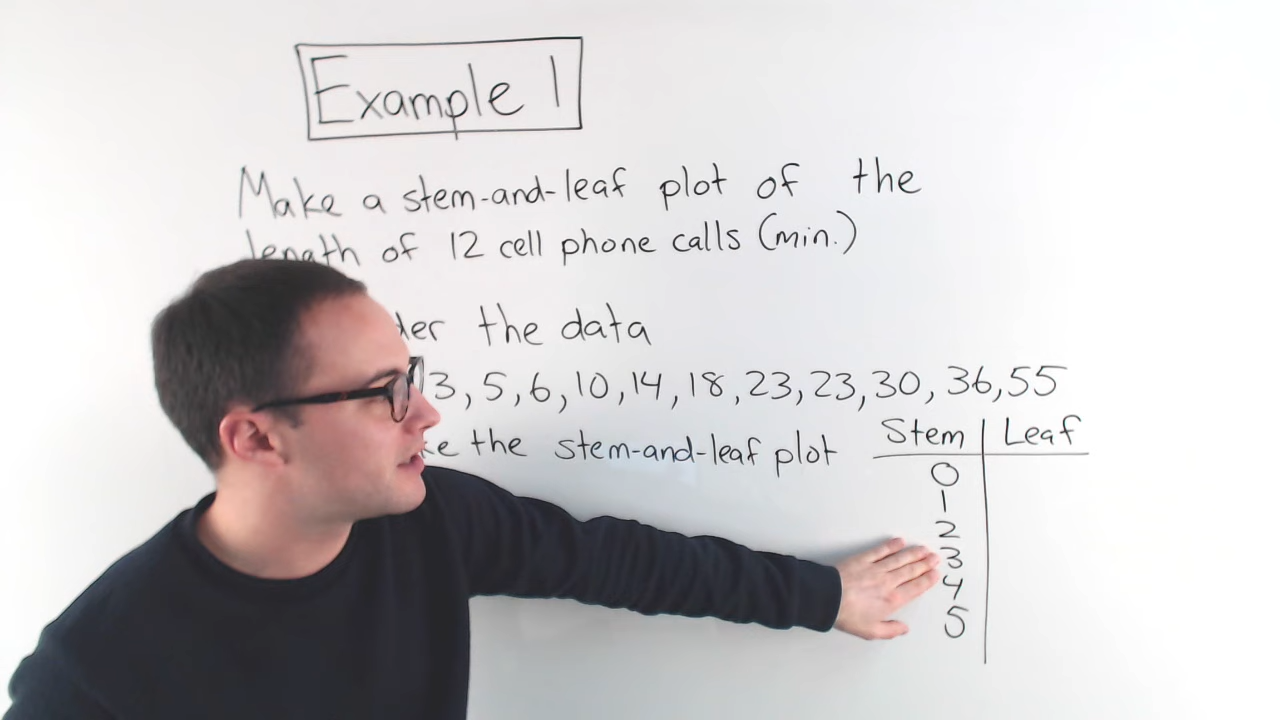 Example 1
Make a stem-and-leaf plot of the
length of 12 cell phone calls (min.)
the data
3, 5, 6, 10, 14, 18, 23, 23, 30, 36, 55
the stem-and-leaf plot
Stem | Leaf
0
1
2
3
4
5